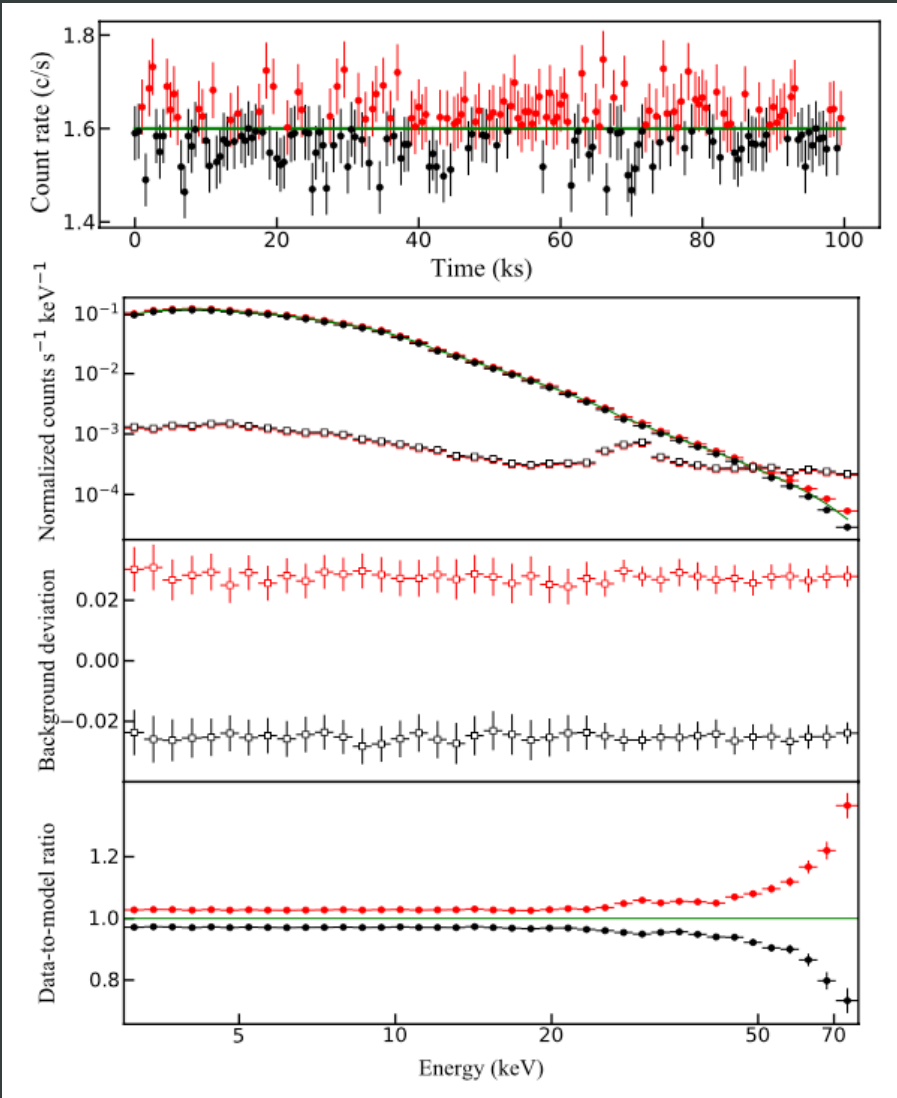 1.8
1.6
1.4
Count rate (c/s)
0 20 40 60 80 100
Time (ks)
10⁻¹
10⁻²
10⁻³
10⁻⁴
Normalized counts s⁻¹ keV⁻¹
0.02
0.00
−0.02
Background deviation
1.2
1.0
0.8
Data-to-model ratio
5 10 20 50 70
Energy (keV)